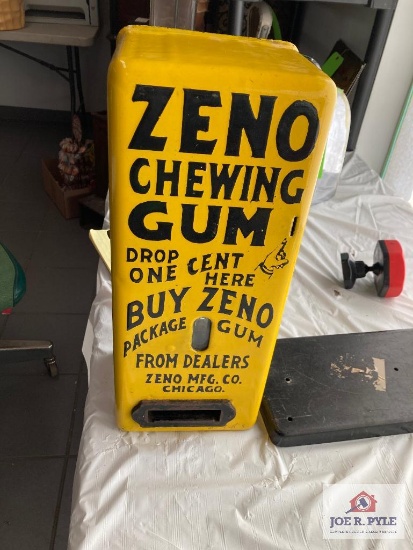 ZENO
CHEWING
GUM
DROP
ONE CENT
HERE
BUY ZENO
PACKAGE GUM
FROM DEALERS
ZENO MFG. CO.
CHICAGO.
JOE R. PYLE